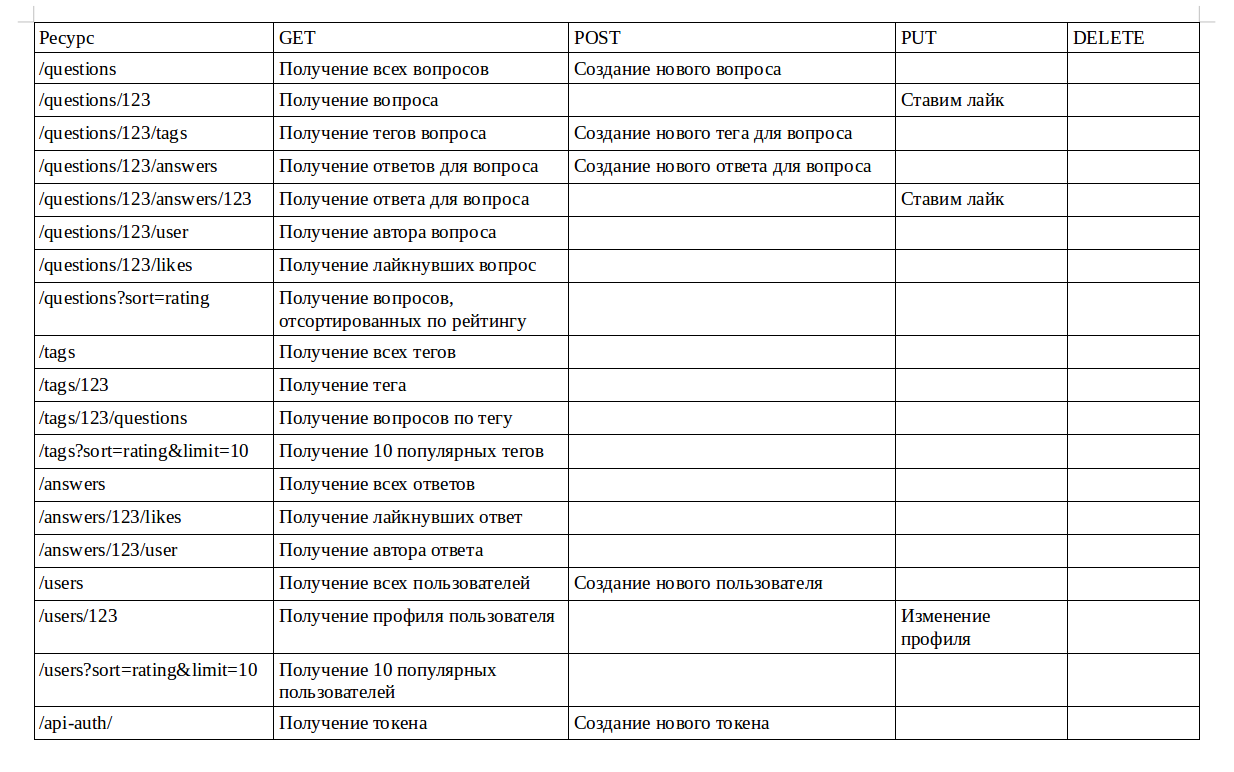 Ресурс GET POST PUT DELETE
/questions Получение всех вопросов Создание нового вопроса
/questions/123 Получение вопроса Ставим лайк
/questions/123/tags Получение тегов вопроса Создание нового тега для вопроса
/questions/123/answers Получение ответов для вопроса Создание нового ответа для вопроса
/questions/123/answers/123 Получение ответа для вопроса Ставим лайк
/questions/123/user Получение автора вопроса
/questions/123/likes Получение лайкнувших вопрос
/questions?sort=rating Получение вопросов,
отсортированных по рейтингу
/tags Получение всех тегов
/tags/123 Получение тега
/tags/123/questions Получение вопросов по тегу
/tags?sort=rating&limit=10 Получение 10 популярных тегов
/answers Получение всех ответов
/answers/123/likes Получение лайкнувших ответ
/answers/123/user Получение автора ответа
/users Получение всех пользователей Создание нового пользователя
/users/123 Получение профиля пользователя Изменение
профиля
/users?sort=rating&limit=10 Получение 10 популярных
пользователей
/api-auth/ Получение токена Создание нового токена